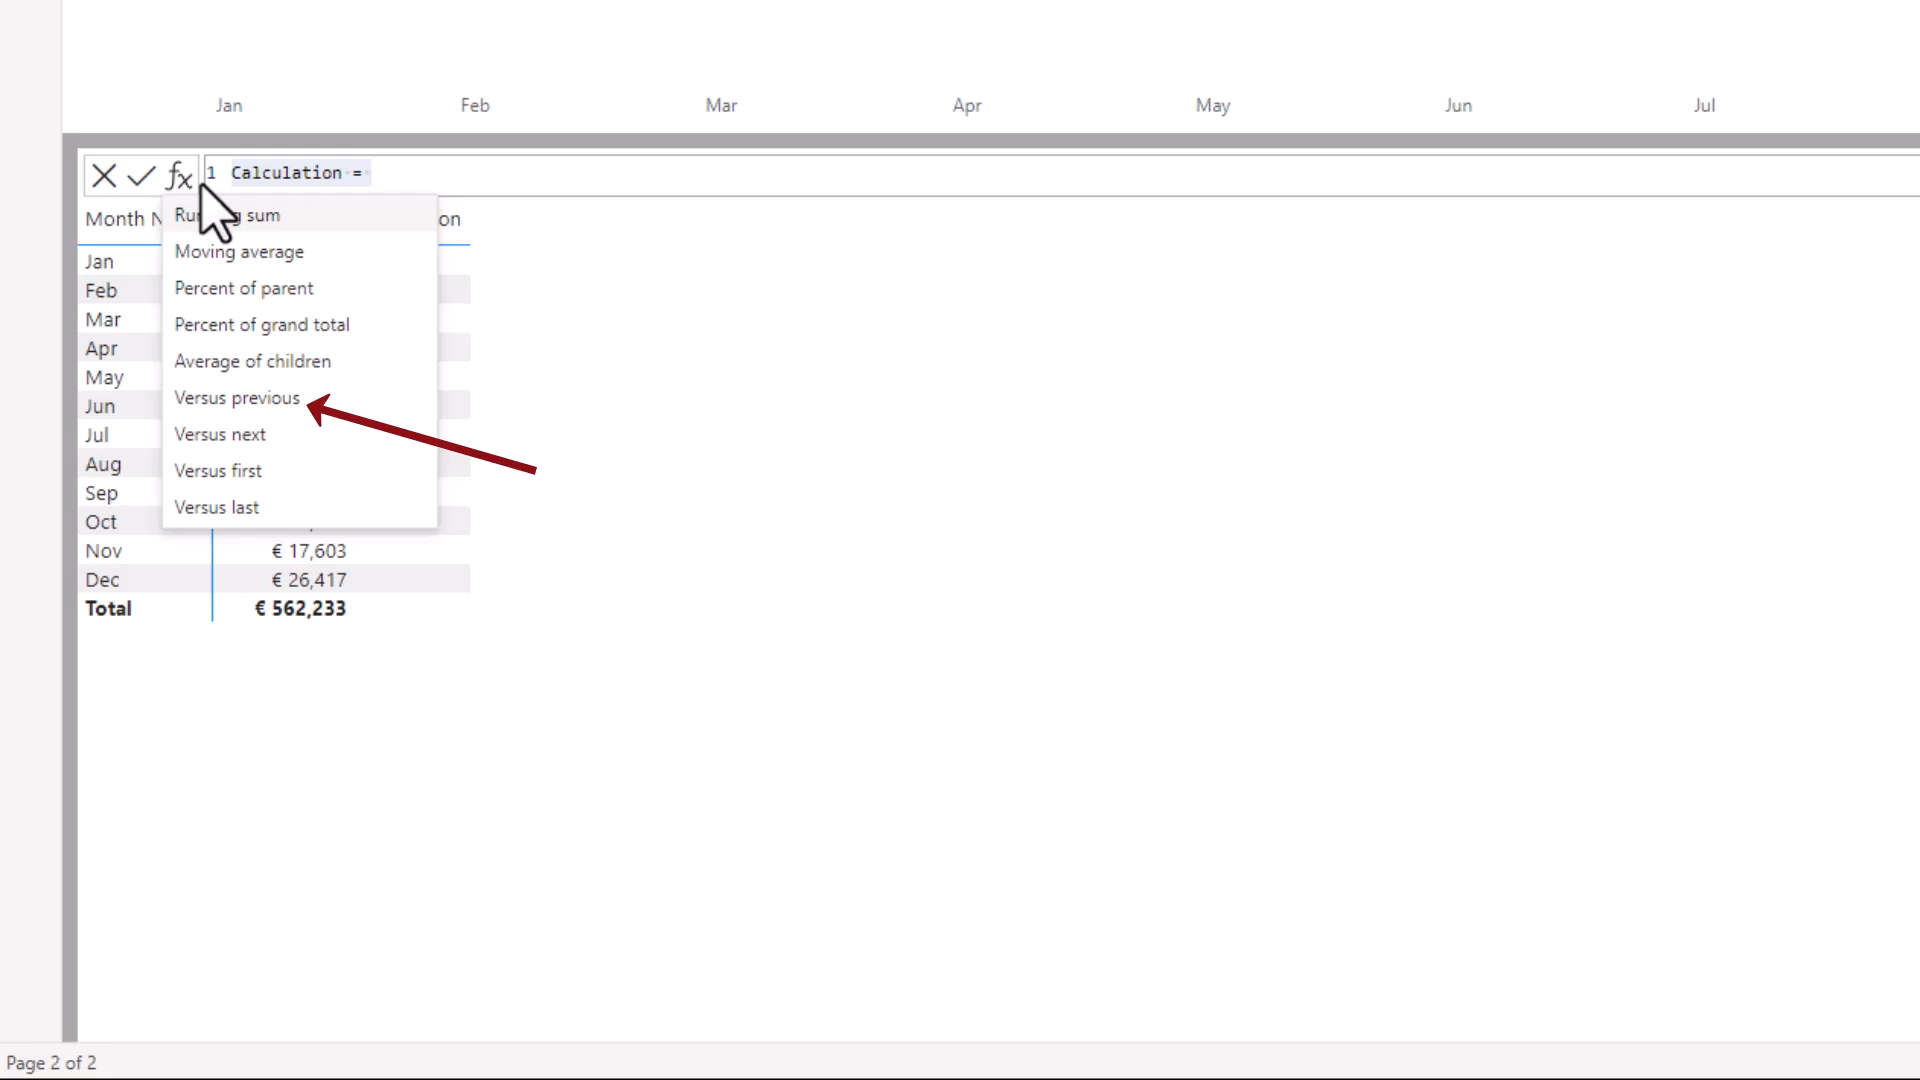 Jan Feb Mar Apr May Jun Jul
fx 1 Calculation =
Month
sum
Moving average
Percent of parent
Percent of grand total
Average of children
Versus previous
Versus next
Versus first
Versus last
Jan
Feb
Mar
Apr
May
Jun
Jul
Aug
Sep
Oct
Nov € 17,603
Dec € 26,417
Total € 562,233
Page 2 of 2